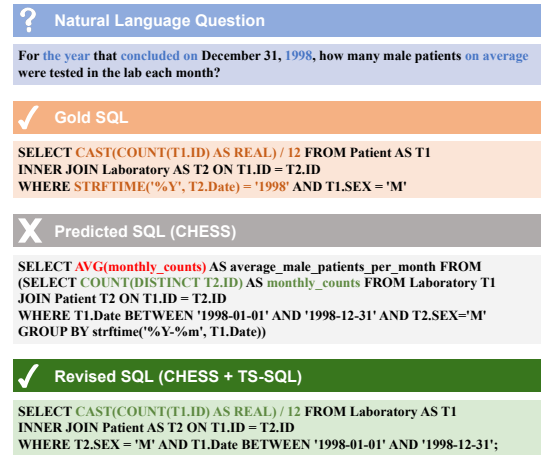 ?
Natural Language Question
For the year that concluded on December 31, 1998, how many male patients on average
were tested in the lab each month?
✓ Gold SQL
SELECT CAST(COUNT(T1.ID) AS REAL) / 12 FROM Patient AS T1
INNER JOIN Laboratory AS T2 ON T1.ID = T2.ID
WHERE STRFTIME('%Y', T2.Date) = '1998' AND T1.SEX = 'M'
X Predicted SQL (CHESS)
SELECT AVG(monthly_counts) AS average_male_patients_per_month FROM
(SELECT COUNT(DISTINCT T2.ID) AS monthly_counts FROM Laboratory T1
JOIN Patient T2 ON T1.ID = T2.ID
WHERE T1.Date BETWEEN '1998-01-01' AND '1998-12-31' AND T2.SEX='M'
GROUP BY strftime('%Y-%m', T1.Date))
✓ Revised SQL (CHESS + TS-SQL)
SELECT CAST(COUNT(T1.ID) AS REAL) / 12 FROM Laboratory AS T1
INNER JOIN Patient AS T2 ON T1.ID = T2.ID
WHERE T2.SEX = 'M' AND T1.Date BETWEEN '1998-01-01' AND '1998-12-31';